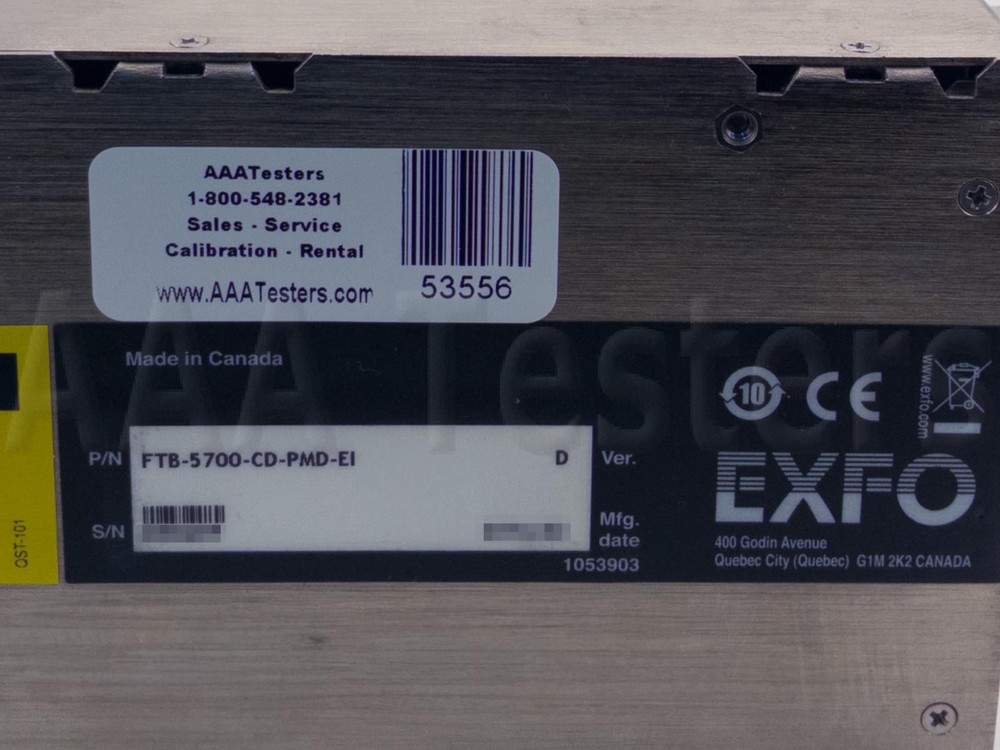 AAATesters
1-800-548-2381
Sales - Service
Calibration - Rental
www.AAATesters.com
53556
AAA Testers
Made in Canada
10
CE
www.exfo.com
P/N FTB-5700-CD-PMD-EI D Ver.
EXFO
S/N
Mfg.
date
1053903
400 Godin Avenue
Quebec City (Quebec) G1M 2K2 CANADA
QST-101